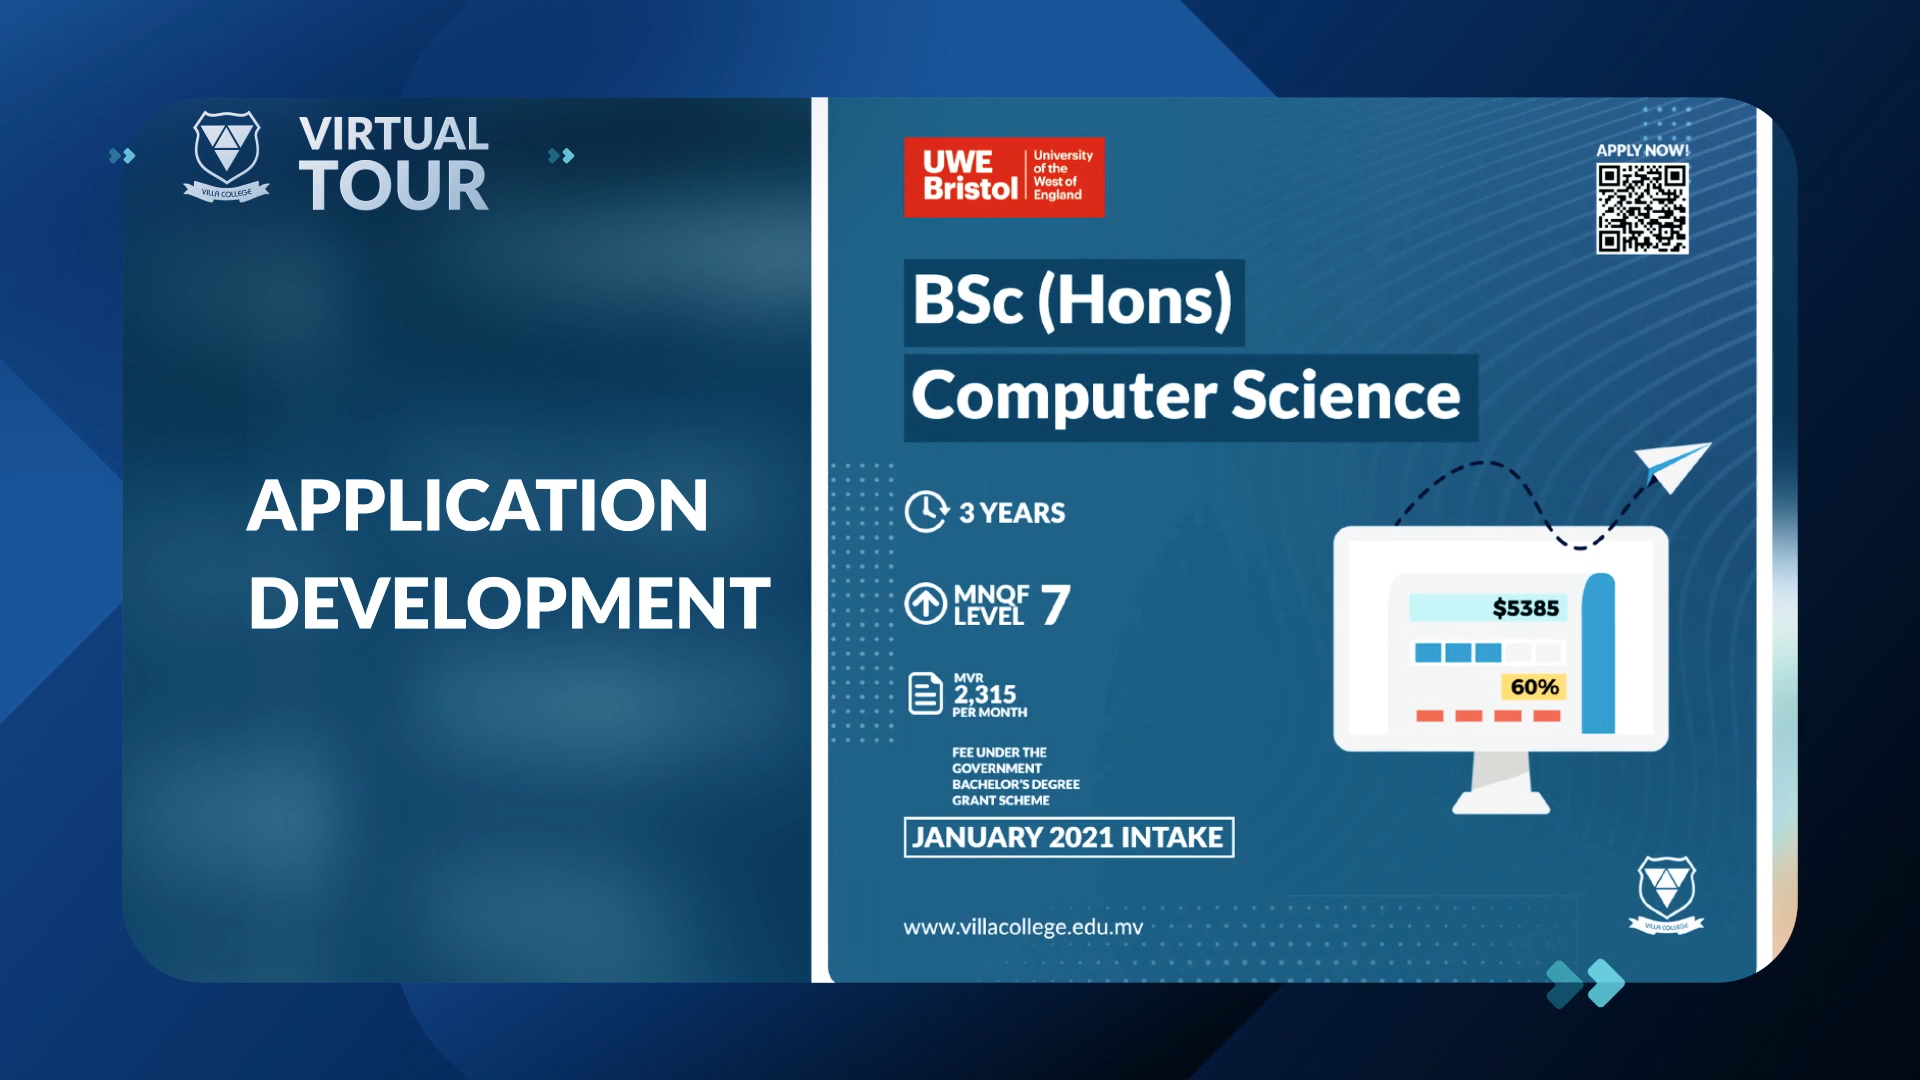 VILLA COLLEGE
VIRTUAL
TOUR
APPLICATION
DEVELOPMENT
UWE
Bristol
University
of the
West of
England
APPLY NOW!
BSc (Hons)
Computer Science
3 YEARS
MNQF
LEVEL 7
MVR
2,315
PER MONTH
FEE UNDER THE
GOVERNMENT
BACHELOR'S DEGREE
GRANT SCHEME
JANUARY 2021 INTAKE
$5385
60%
www.villacollege.edu.mv
VILLA COLLEGE